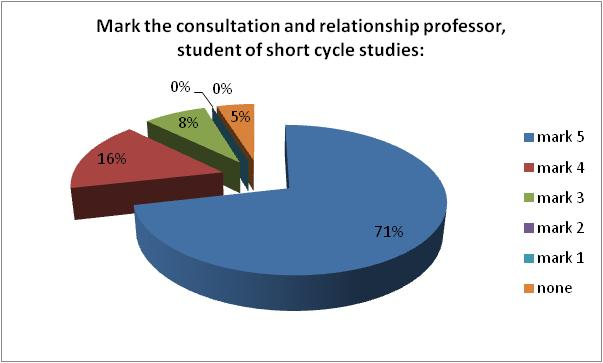 Mark the consultation and relationship professor,
student of short cycle studies:
0%
0%
5%
8%
16%
71%
mark 5
mark 4
mark 3
mark 2
mark 1
none